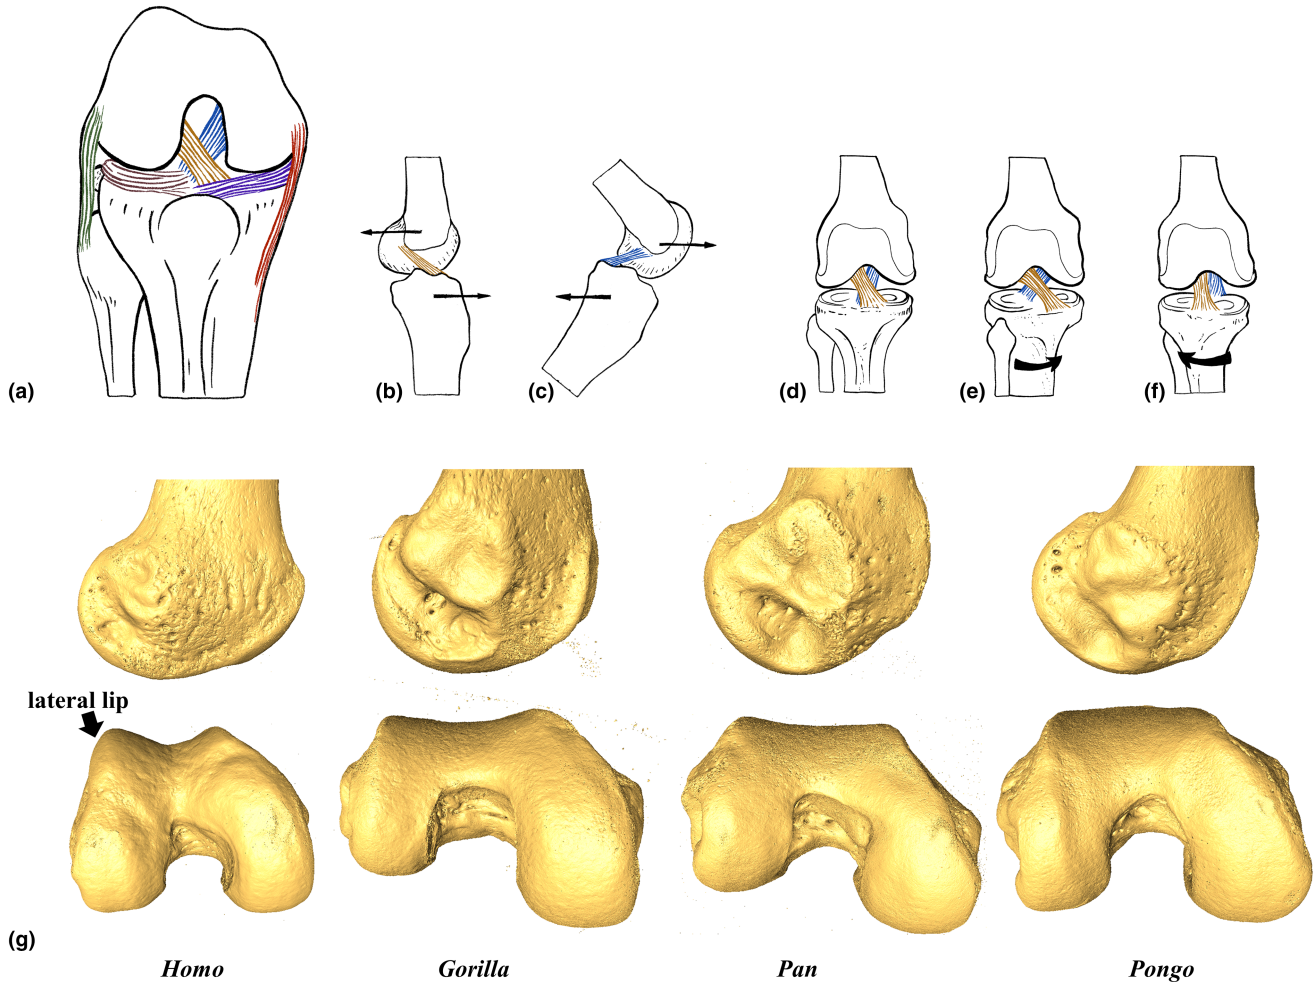 (a)
(b)
(c)
(d)
(e)
(f)
lateral lip
(g)
Homo
Gorilla
Pan
Pongo